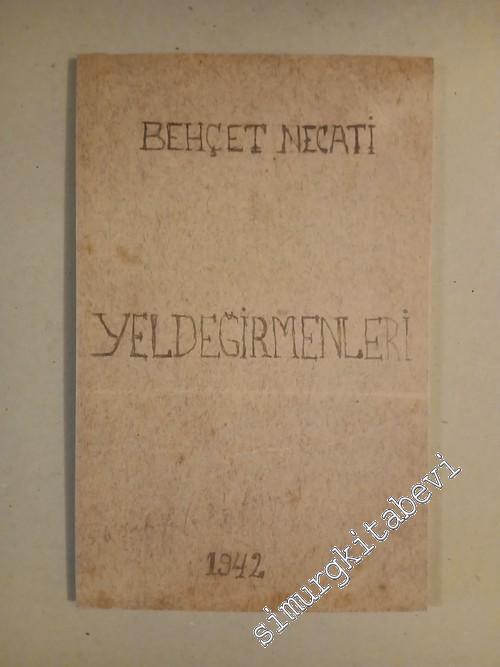 BEHÇET NECATİ
YELDEĞİRMENLERİ
1942
simurgkitabevi